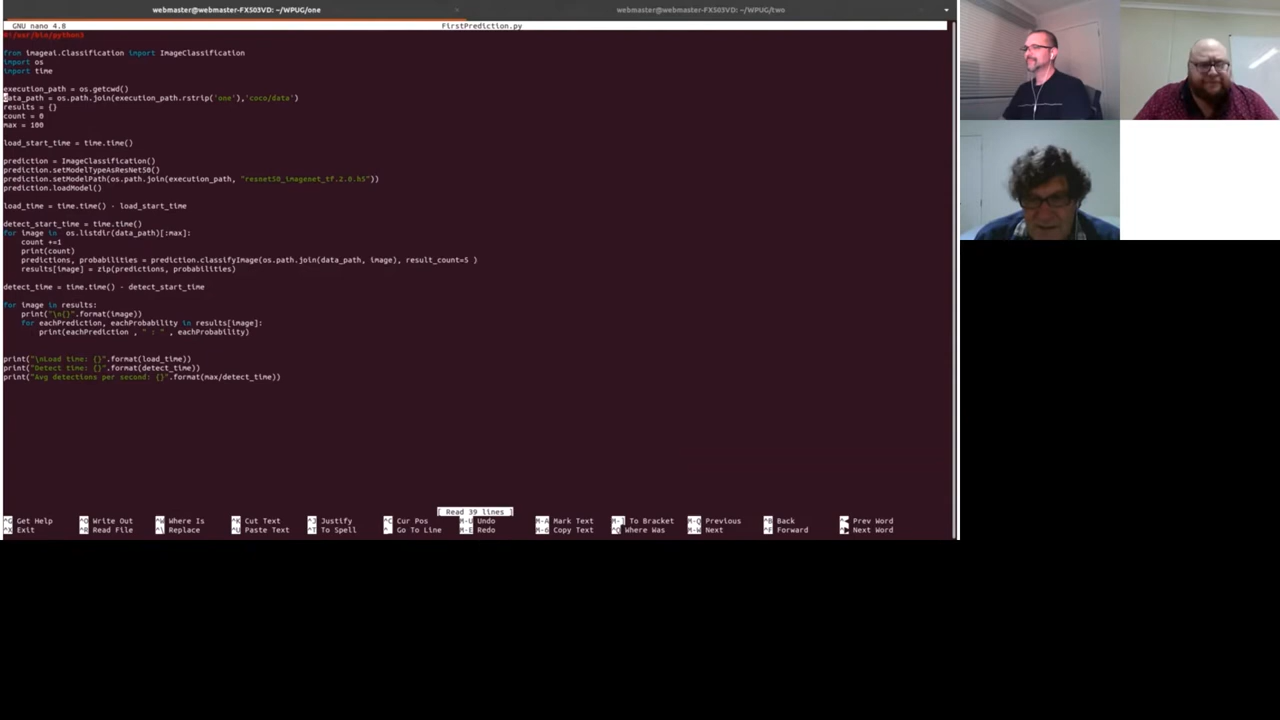 webmaster@webmaster-FX503VD: ~/WPUG/one
webmaster@webmaster-FX503VD: ~/WPUG/two
GNU nano 4.8 FirstPrediction.py
#!/usr/bin/python3
from imageai.Classification import ImageClassification
import os
import time
execution_path = os.getcwd()
data_path = os.path.join(execution_path.rstrip('one'),'coco/data')
results = {}
count = 0
max = 100
load_start_time = time.time()
prediction = ImageClassification()
prediction.setModelTypeAsResNet50()
prediction.setModelPath(os.path.join(execution_path, "resnet50_imagenet_tf.2.0.h5"))
prediction.loadModel()
load_time = time.time() - load_start_time
detect_start_time = time.time()
for image in  os.listdir(data_path)[:max]:
    count +=1
    print(count)
    predictions, probabilities = prediction.classifyImage(os.path.join(data_path, image), result_count=5 )
    results[image] = zip(predictions, probabilities)
detect_time = time.time() - detect_start_time
for image in results:
    print("\n{}".format(image))
    for eachPrediction, eachProbability in results[image]:
        print(eachPrediction , " : " , eachProbability)
print("\nLoad time: {}".format(load_time))
print("Detect time: {}".format(detect_time))
print("Avg detections per second: {}".format(max/detect_time))
[ Read 39 lines ]
^G Get Help ^O Write Out ^W Where Is ^K Cut Text ^J Justify ^C Cur Pos M-U Undo M-A Mark Text M-] To Bracket M-Q Previous ^B Back Prev Word
^X Exit ^R Read File ^\ Replace ^U Paste Text ^T To Spell ^_ Go To Line M-E Redo M-6 Copy Text ^Q Where Was M-W Next ^F Forward Next Word